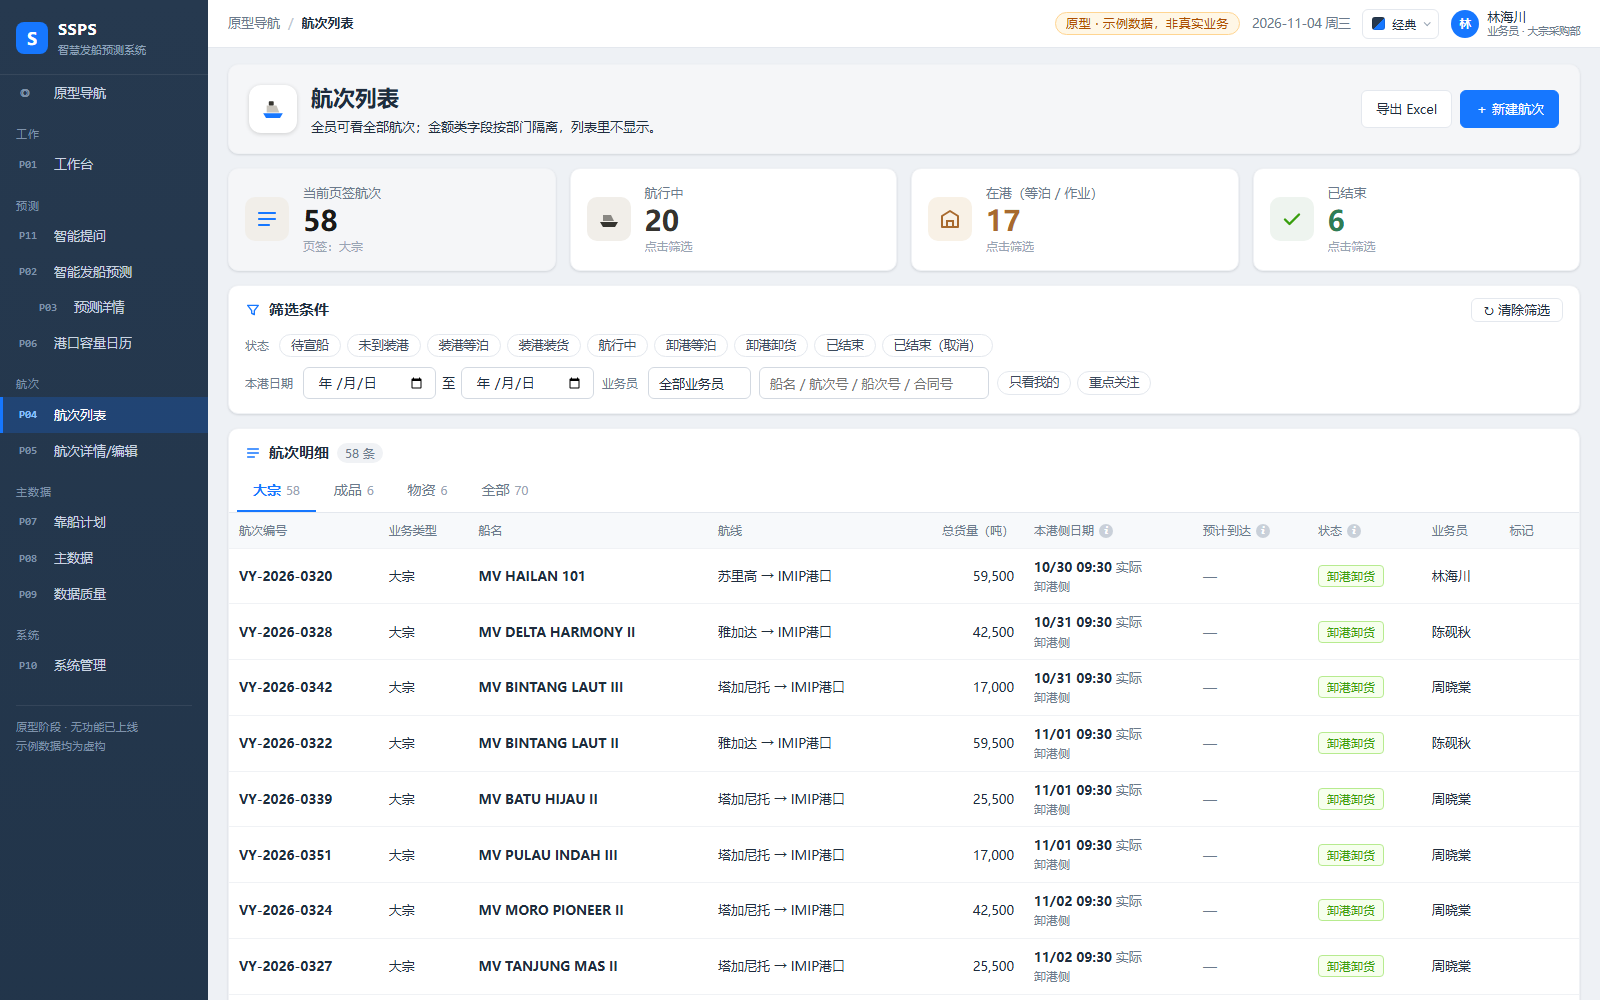 S
SSPS
智慧发船预测系统
原型导航
工作
P01 工作台
预测
P11 智能提问
P02 智能发船预测
P03 预测详情
P06 港口容量日历
航次
P04 航次列表
P05 航次详情/编辑
主数据
P07 靠船计划
P08 主数据
P09 数据质量
系统
P10 系统管理
原型阶段 · 无功能已上线
示例数据均为虚构
原型导航 / 航次列表
原型 · 示例数据，非真实业务
2026-11-04 周三
经典
林
林海川
业务员 · 大宗采购部
航次列表
全员可看全部航次；金额类字段按部门隔离，列表里不显示。
导出 Excel
+ 新建航次
当前页签航次
58
页签：大宗
航行中
20
点击筛选
在港（等泊 / 作业）
17
点击筛选
已结束
6
点击筛选
筛选条件
↻ 清除筛选
状态 待宣船 未到装港 装港等泊 装港装货 航行中 卸港等泊 卸港卸货 已结束 已结束（取消）
本港日期 年 /月/日 至 年 /月/日 业务员 全部业务员 船名 / 航次号 / 船次号 / 合同号 只看我的 重点关注
航次明细 58 条
大宗 58 成品 6 物资 6 全部 70
航次编号 业务类型 船名 航线 总货量（吨） 本港侧日期 i 预计到达 i 状态 i 业务员 标记
VY-2026-0320 大宗 MV HAILAN 101 苏里高 → IMIP港口 59,500 10/30 09:30 实际 — 卸港卸货 林海川
卸港侧
VY-2026-0328 大宗 MV DELTA HARMONY II 雅加达 → IMIP港口 42,500 10/31 09:30 实际 — 卸港卸货 陈砚秋
卸港侧
VY-2026-0342 大宗 MV BINTANG LAUT III 塔加尼托 → IMIP港口 17,000 10/31 09:30 实际 — 卸港卸货 周晓棠
卸港侧
VY-2026-0322 大宗 MV BINTANG LAUT II 雅加达 → IMIP港口 59,500 11/01 09:30 实际 — 卸港卸货 陈砚秋
卸港侧
VY-2026-0339 大宗 MV BATU HIJAU II 塔加尼托 → IMIP港口 25,500 11/01 09:30 实际 — 卸港卸货 周晓棠
卸港侧
VY-2026-0351 大宗 MV PULAU INDAH III 塔加尼托 → IMIP港口 17,000 11/01 09:30 实际 — 卸港卸货 周晓棠
卸港侧
VY-2026-0324 大宗 MV MORO PIONEER II 塔加尼托 → IMIP港口 42,500 11/02 09:30 实际 — 卸港卸货 周晓棠
卸港侧
VY-2026-0327 大宗 MV TANJUNG MAS II 塔加尼托 → IMIP港口 25,500 11/02 09:30 实际 — 卸港卸货 周晓棠
卸港侧